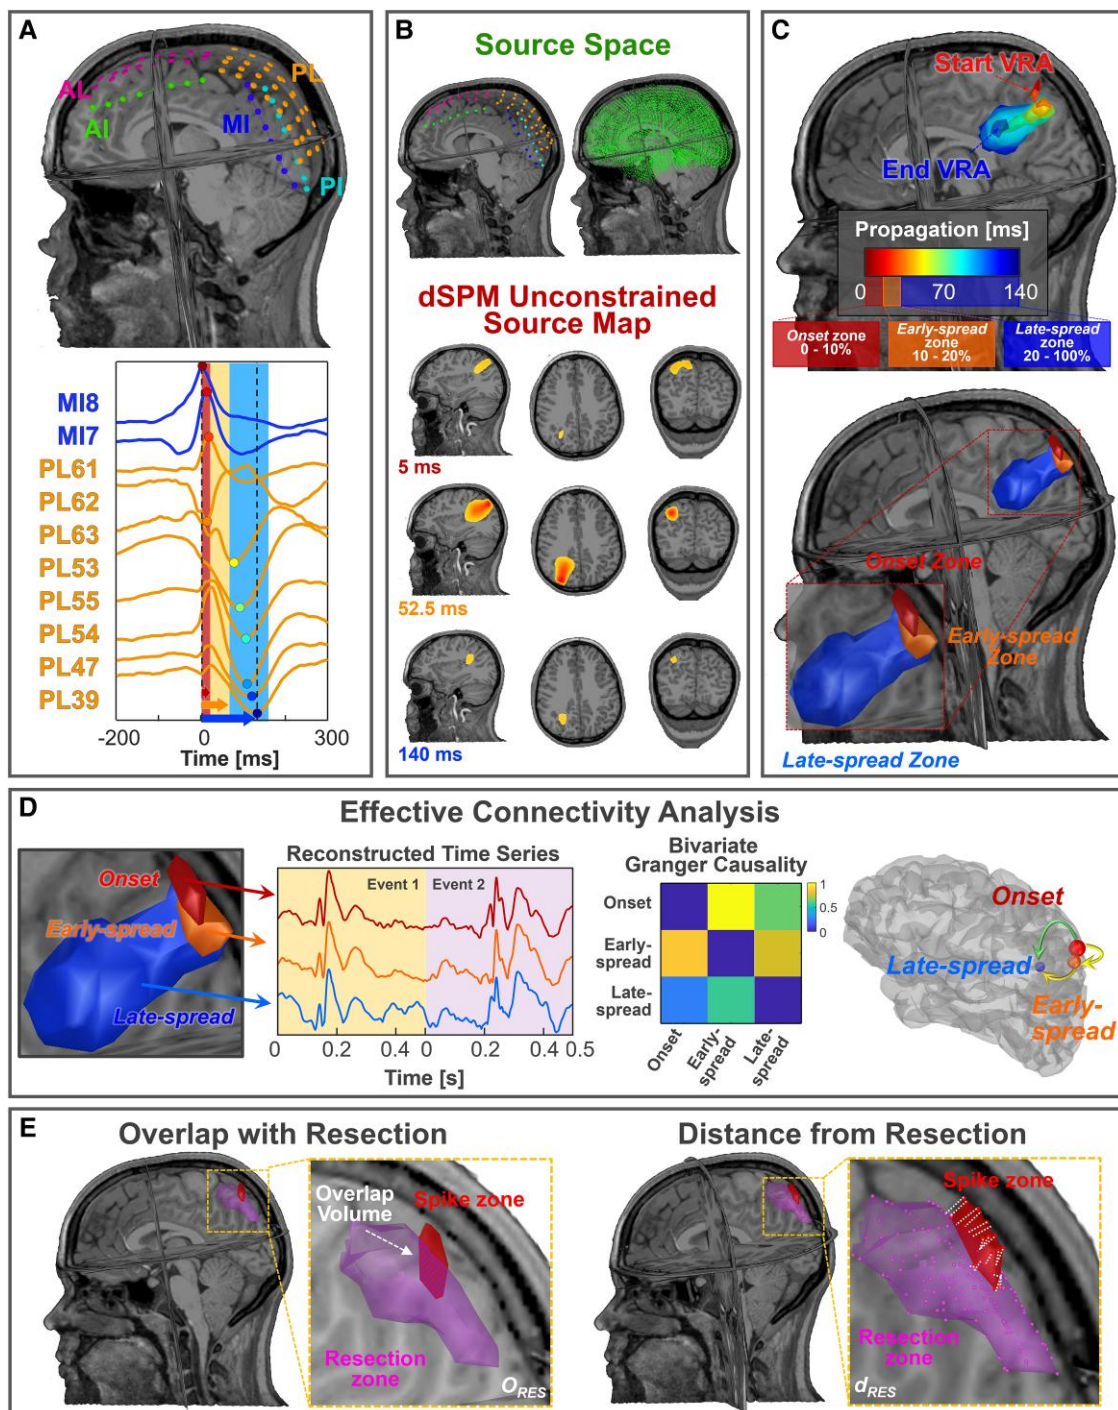 A
AL
AI
PL
MI
PI
MI8
MI7
PL61
PL62
PL63
PL53
PL55
PL54
PL47
PL39
-200
0
300
Time [ms]
B
Source Space
dSPM Unconstrained
Source Map
5 ms
52.5 ms
140 ms
C
Start VRA
End VRA
Propagation [ms]
0
70
140
Onset zone
0 - 10%
Early-spread
zone
10 - 20%
Late-spread
zone
20 - 100%
Onset Zone
Early-spread
Zone
Late-spread Zone
D
Effective Connectivity Analysis
Onset
Early-spread
Late-spread
Reconstructed Time Series
Event 1
Event 2
0
0.2
0.4
0
0.2
0.4
0.5
Time [s]
Bivariate
Granger Causality
Onset
Early-
spread
Late-
spread
Onset
Early-
spread
Late-
spread
1
0.5
0
Onset
Late-spread
Early-
spread
E
Overlap with Resection
Overlap
Volume
Spike zone
Resection
zone
O_RES
Distance from Resection
Spike zone
Resection
zone
d_RES